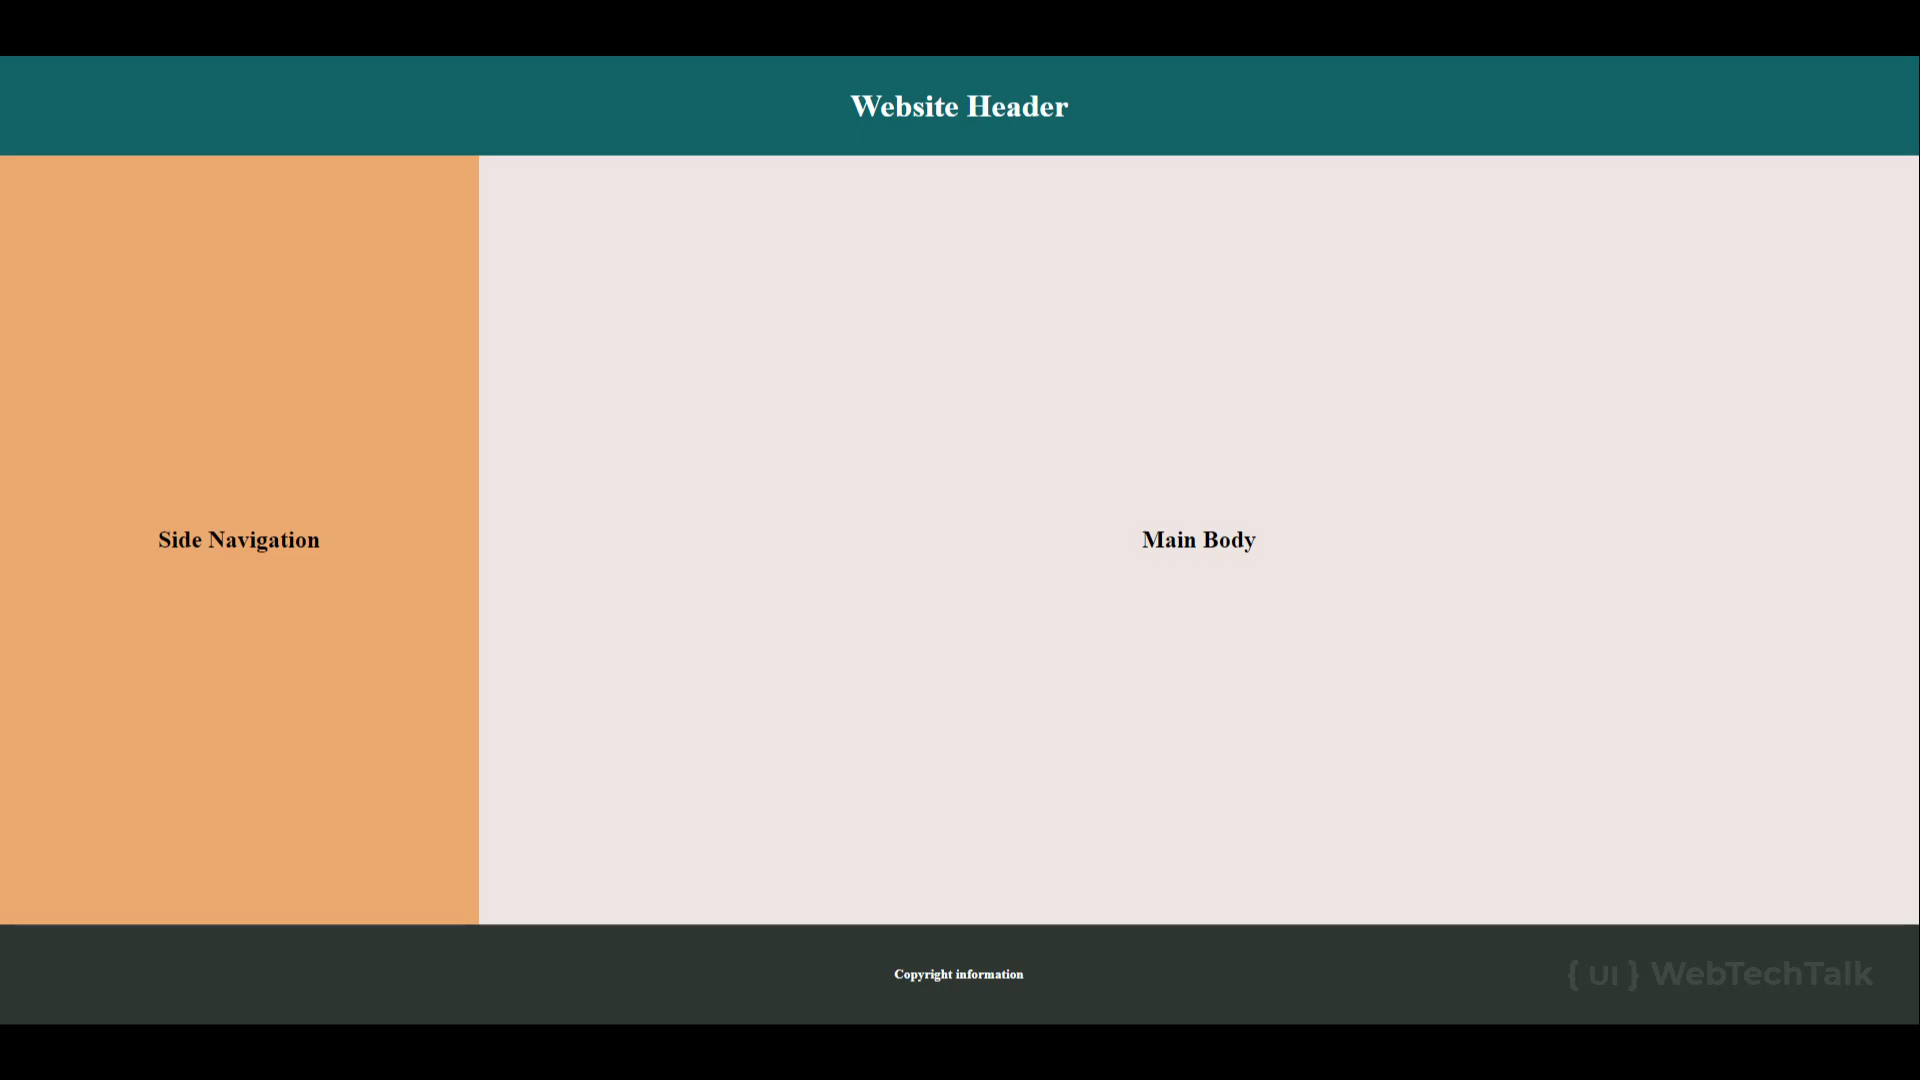 Website Header
Side Navigation
Main Body
Copyright information
{ UI } WebTechTalk